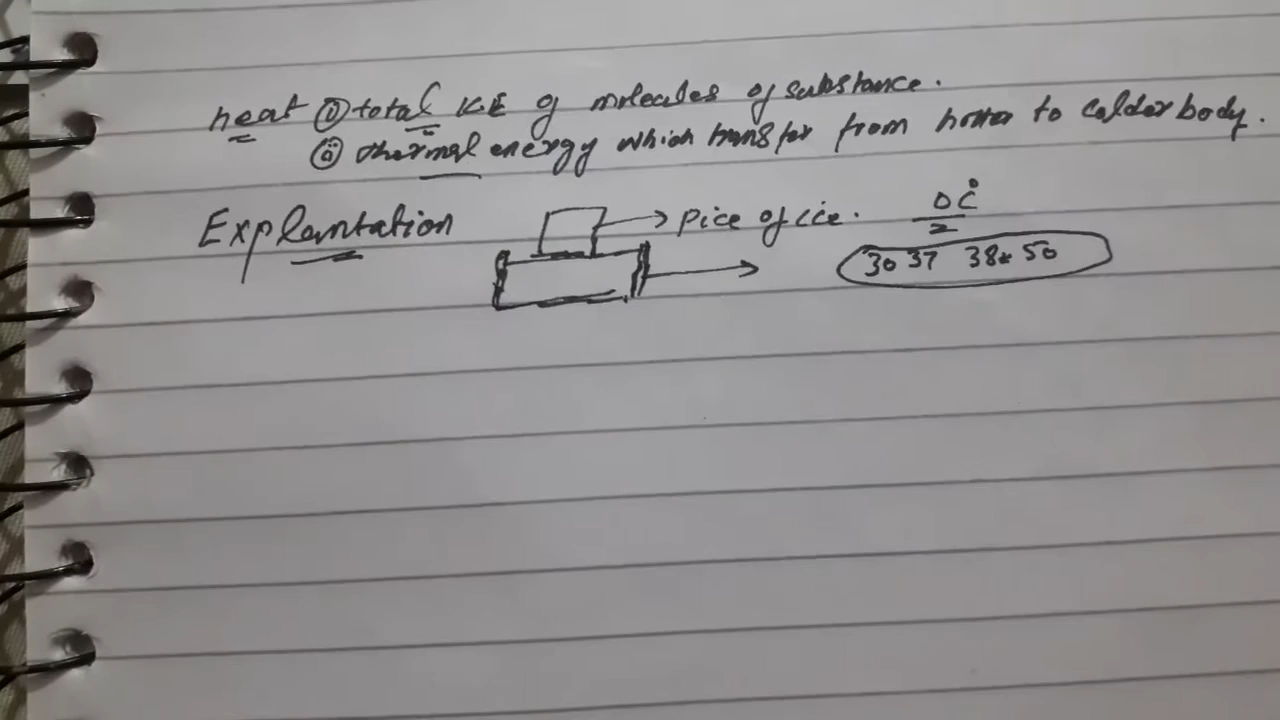 heat ① total K.E of molecules of substance.
② thermal energy which transfer from hotter to colder body.
Explantation → Pice of ice. 0°C
30 37 38 50